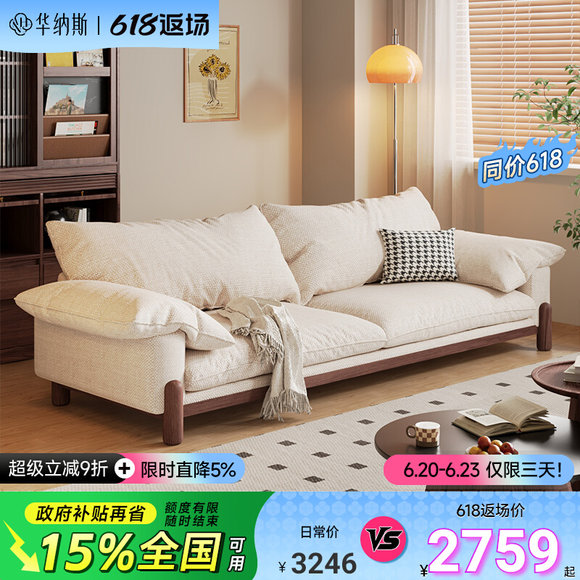 华纳斯 618返场
同价618
超级立减9折 + 限时直降5%
6.20-6.23 仅限三天!
政府补贴再省 额度有限 随时结束
15%全国可用
日常价
¥3246
VS
618返场价
¥2759起